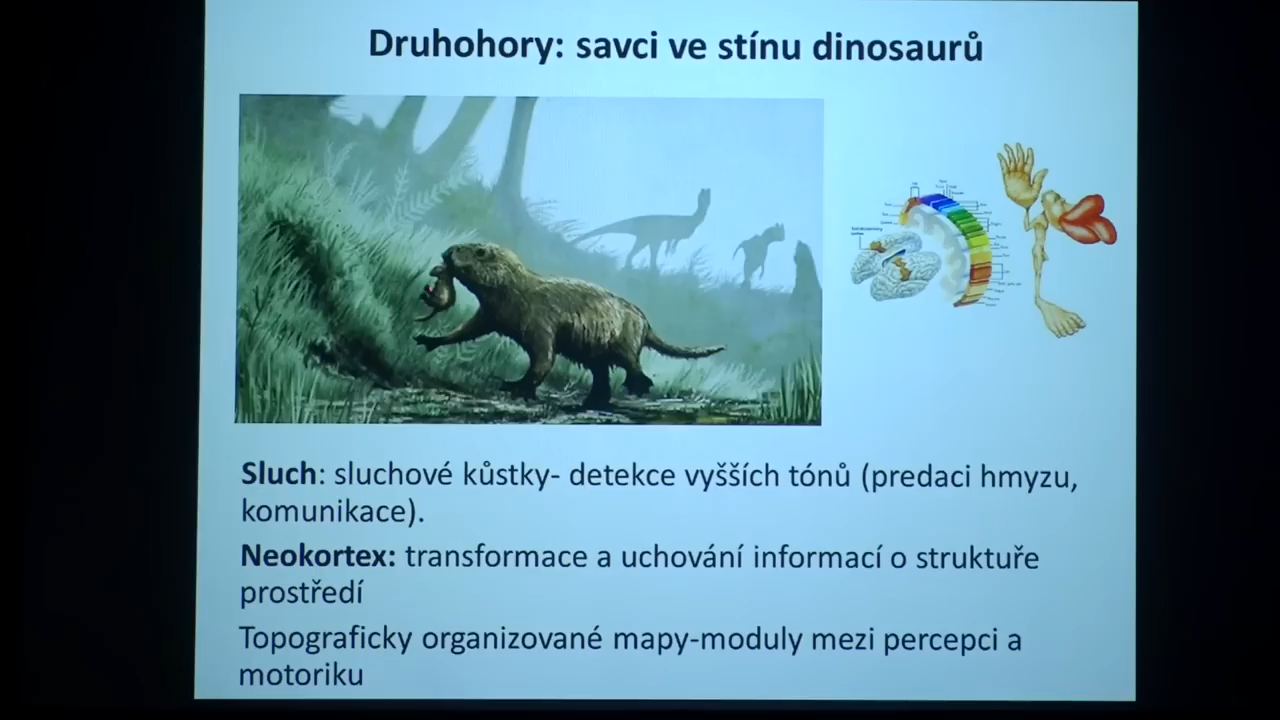 Druhohory: savci ve stínu dinosaurů
Sluch: sluchové kůstky- detekce vyšších tónů (predaci hmyzu,
komunikace).
Neokortex: transformace a uchování informací o struktuře
prostředí
Topograficky organizované mapy-moduly mezi percepci a
motoriku